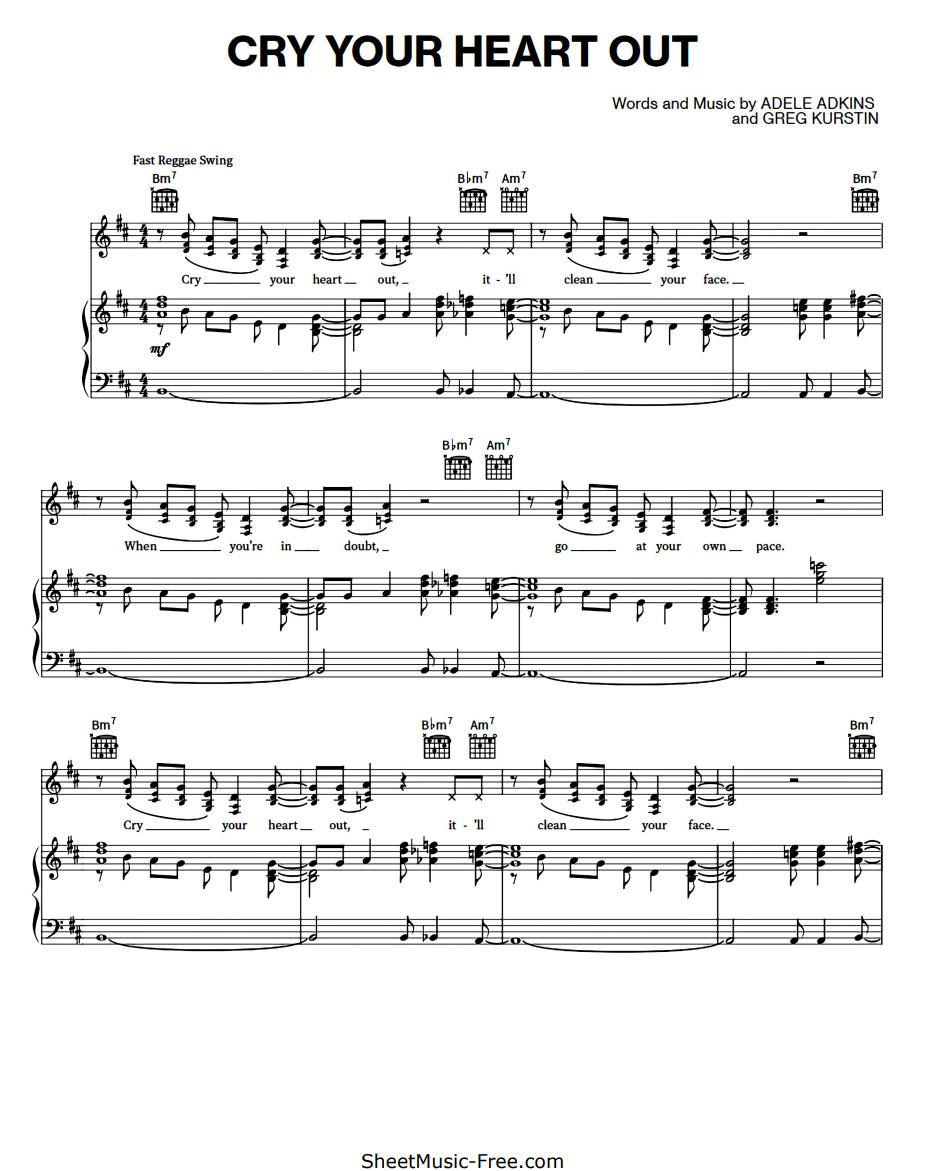 CRY YOUR HEART OUT
Words and Music by ADELE ADKINS
and GREG KURSTIN
Fast Reggae Swing
Bm7 B♭m7 Am7 Bm7
Cry your heart out, it - 'll clean your face.
mf
B♭m7 Am7
When you're in doubt, go at your own pace.
Bm7 B♭m7 Am7 Bm7
Cry your heart out, it - 'll clean your face.
SheetMusic-Free.com